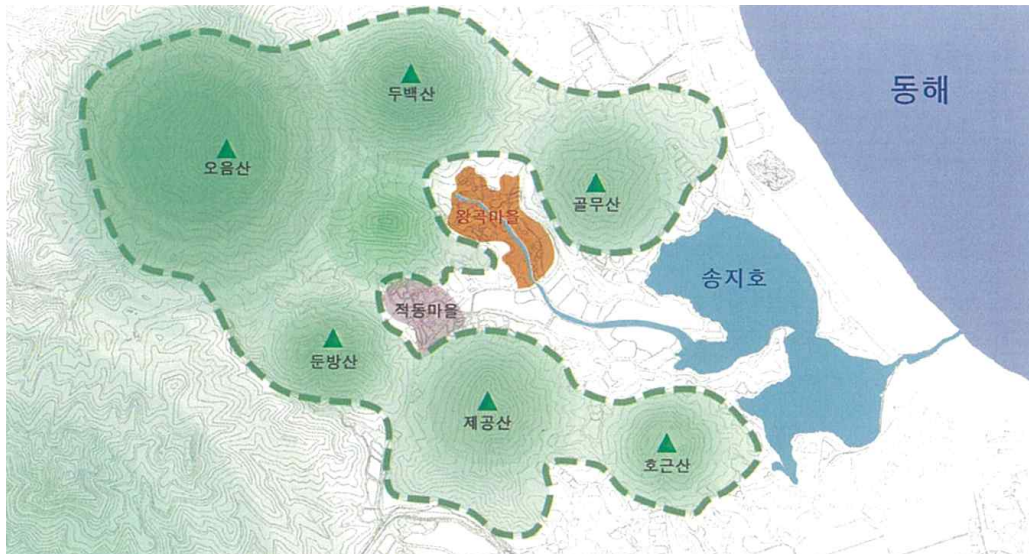 두백산
동해
오음산
골무산
왕곡마을
송지호
적동마을
둔방산
제공산
호근산